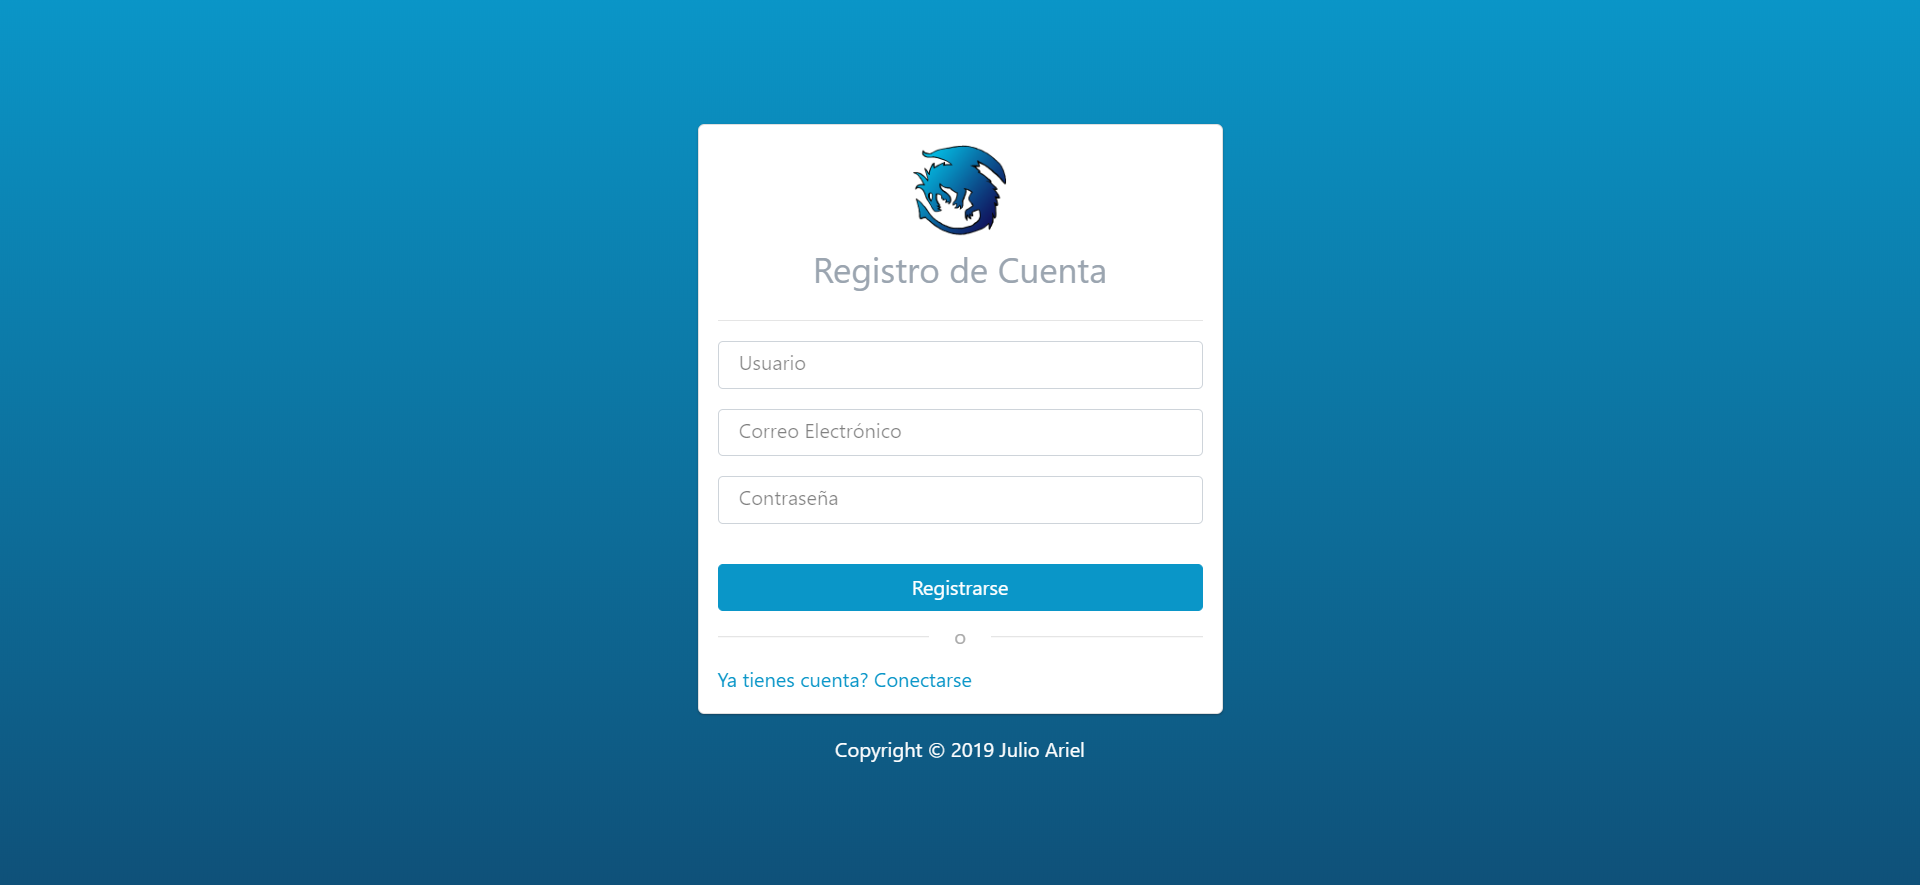 Registro de Cuenta
Usuario
Correo Electrónico
Contraseña
Registrarse
o
Ya tienes cuenta? Conectarse
Copyright © 2019 Julio Ariel